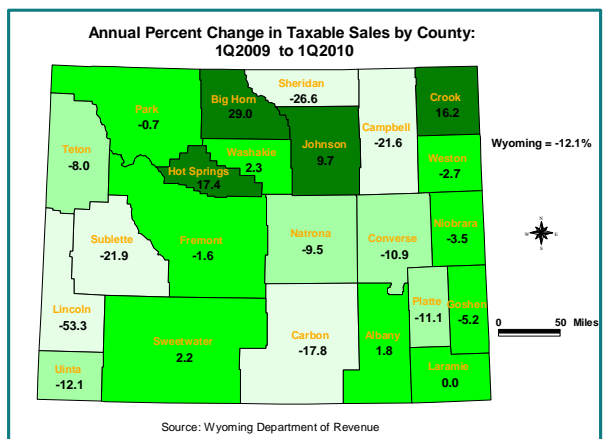 Annual Percent Change in Taxable Sales by County:
1Q2009 to 1Q2010
Sheridan
-26.6
Big Horn
29.0
Crook
16.2
Park
-0.7
Campbell
-21.6
Johnson
9.7
Wyoming = -12.1%
Teton
-8.0
Washakie
2.3
Weston
-2.7
Hot Springs
17.4
Niobrara
-3.5
Sublette
-21.9
Fremont
-1.6
Natrona
-9.5
Converse
-10.9
N
W E
S
Lincoln
-53.3
Platte
-11.1
Goshen
-5.2
0 50 Miles
Sweetwater
2.2
Carbon
-17.8
Albany
1.8
Uinta
-12.1
Laramie
0.0
Source: Wyoming Department of Revenue